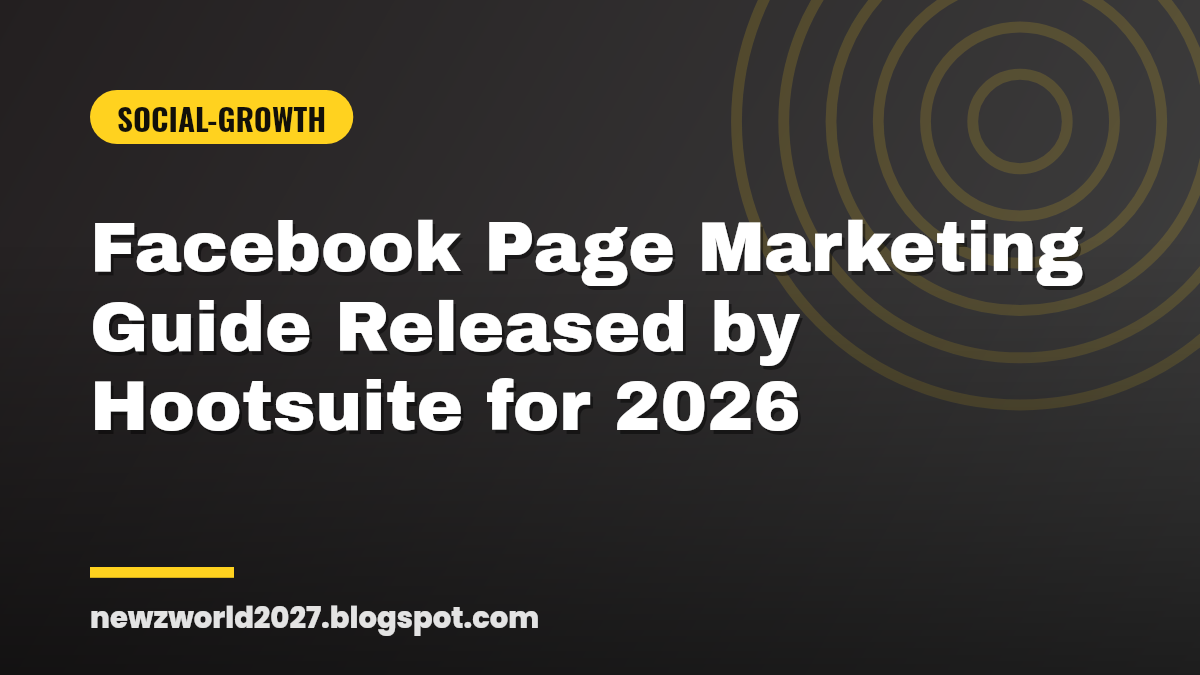 SOCIAL-GROWTH
Facebook Page Marketing
Guide Released by
Hootsuite for 2026
newzworld2027.blogspot.com